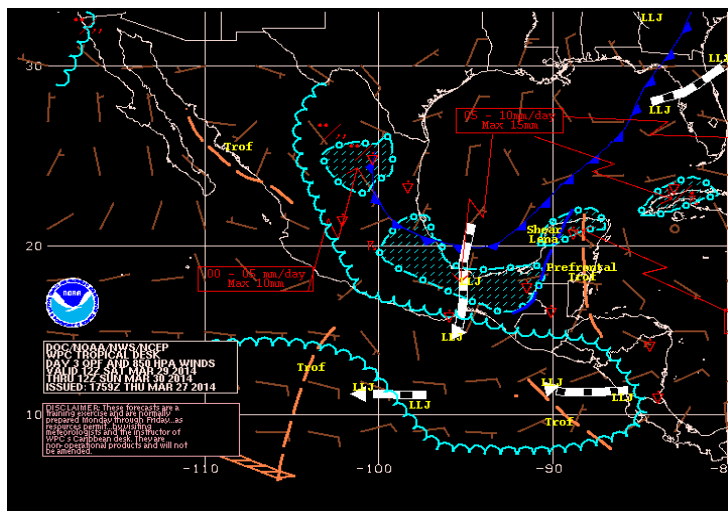 LLJ
LLJ
30
LLJ
LLJ
05 - 10mm/day
Max 15mm
Trof
20
Shear
Line
Prefrontal
Trof
000 - 05 mm/day
Max 10mm
LLJ
NOAA
LLJ
DOC/NOAA/NWS/NCEP
WPC TROPICAL DESK
DAY 3 QPF AND 850 HPA WINDS
VALID 12Z SAT MAR 29 2014
THRU 12Z SUN MAR 30 2014
ISSUED: 1759Z THU MAR 27 2014
Trof
LLJ
LLJ
LLJ
LLJ
10
Trof
DISCLAIMER: These forecasts are a
training exercise and are normally
prepared Monday through Friday..as
resources permit..by visiting
meteorologists and the instructor of
WPC's Caribbean desk. They are
non-operational products and will not
be amended.
-110
-100
-90